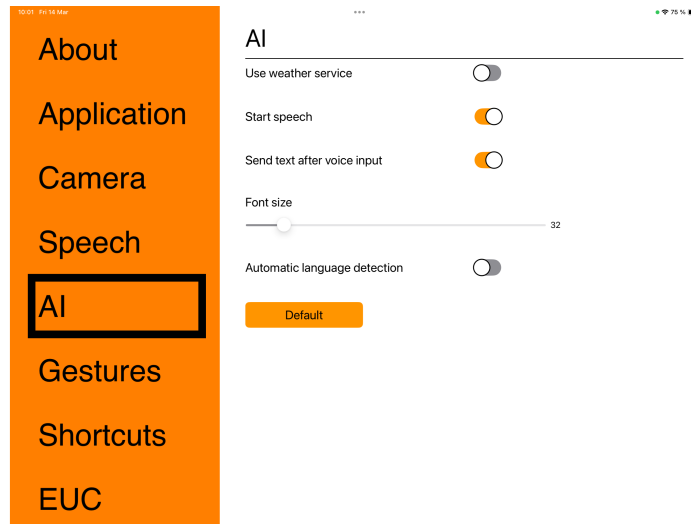 10:01 Fri 14 Mar
75 %
About
Application
Camera
Speech
AI
Gestures
Shortcuts
EUC
AI
Use weather service
Start speech
Send text after voice input
Font size
32
Automatic language detection
Default